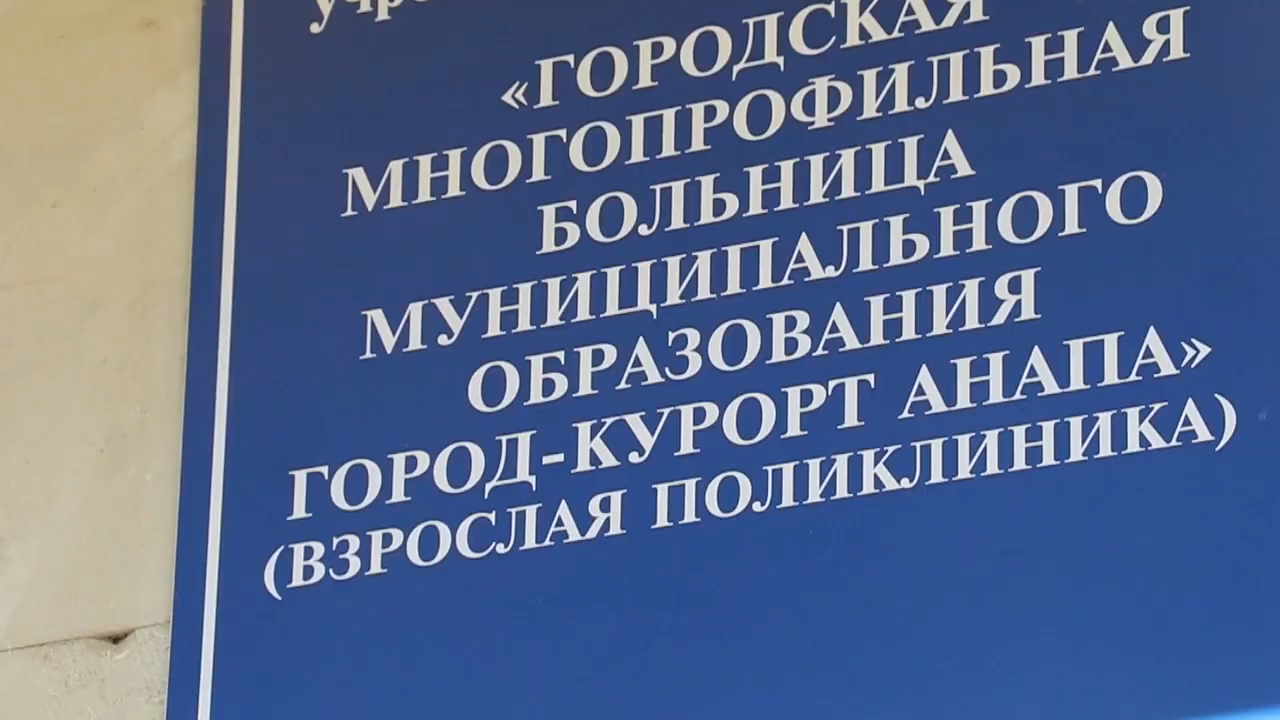 «ГОРОДСКАЯ
МНОГОПРОФИЛЬНАЯ
БОЛЬНИЦА
МУНИЦИПАЛЬНОГО
ОБРАЗОВАНИЯ
ГОРОД-КУРОРТ АНАПА»
(ВЗРОСЛАЯ ПОЛИКЛИНИКА)